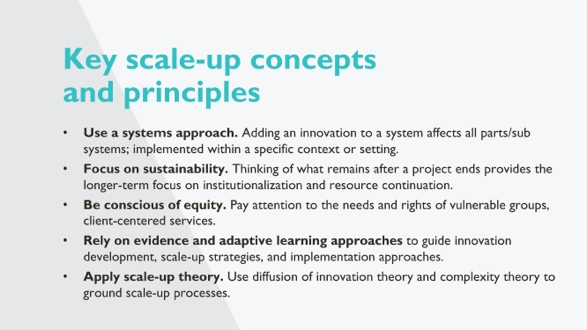 Key scale-up concepts
and principles
• Use a systems approach. Adding an innovation to a system affects all parts/sub
systems; implemented within a specific context or setting.
• Focus on sustainability. Thinking of what remains after a project ends provides the
longer-term focus on institutionalization and resource continuation.
• Be conscious of equity. Pay attention to the needs and rights of vulnerable groups,
client-centered services.
• Rely on evidence and adaptive learning approaches to guide innovation
development, scale-up strategies, and implementation approaches.
• Apply scale-up theory. Use diffusion of innovation theory and complexity theory to
ground scale-up processes.